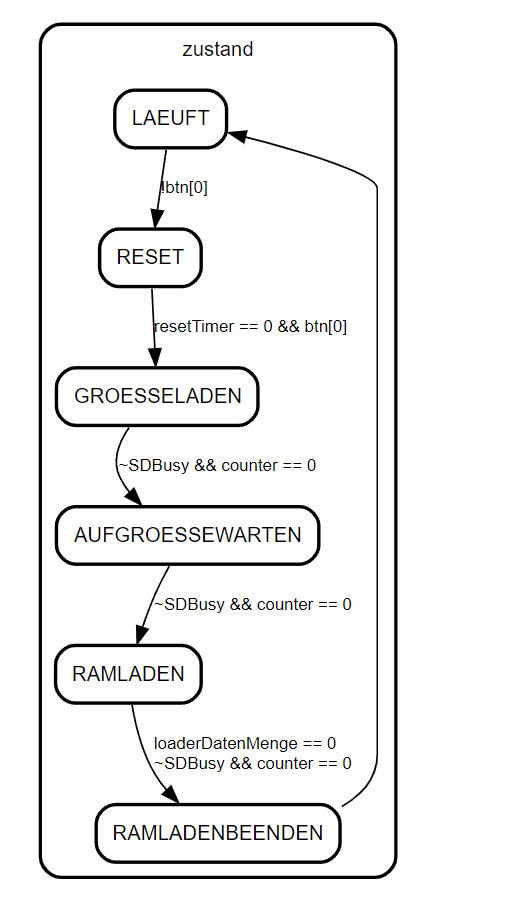 zustand
LAEUFT
!btn[0]
RESET
resetTimer == 0 && btn[0]
GROESSELADEN
~SDBusy && counter == 0
AUFGROESSEWARTEN
~SDBusy && counter == 0
RAMLADEN
loaderDatenMenge == 0
~SDBusy && counter == 0
RAMLADENBEENDEN